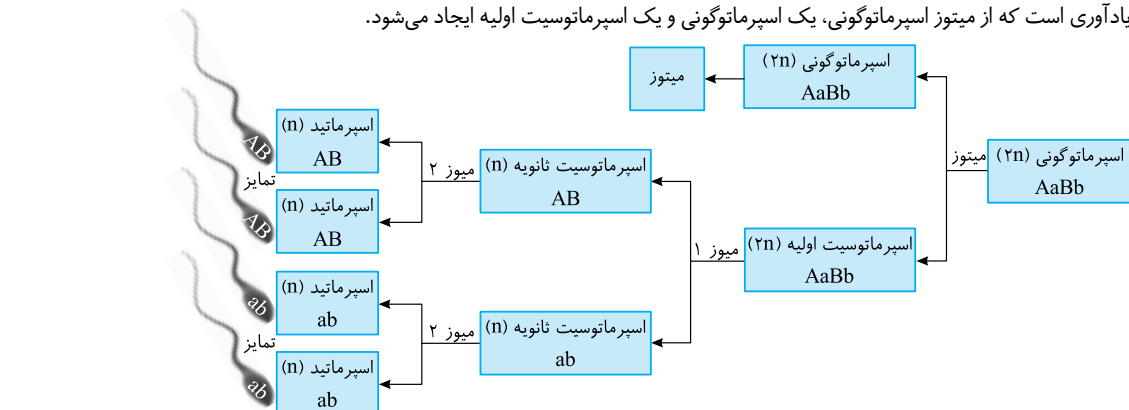 یادآوری است که از میتوز اسپرماتوگونی، یک اسپرماتوگونی و یک اسپرماتوسیت اولیه ایجاد می‌شود.
اسپرماتوگونی (۲n)
AaBb
میتوز
اسپرماتوگونی (۲n)
AaBb
میتوز
اسپرماتوسیت اولیه (۲n)
AaBb
میوز ۱
اسپرماتوسیت ثانویه (n)
AB
میوز ۲
اسپرماتید (n)
AB
AB
تمایز
اسپرماتید (n)
AB
AB
اسپرماتوسیت ثانویه (n)
ab
میوز ۲
اسپرماتید (n)
ab
ab
تمایز
اسپرماتید (n)
ab
ab